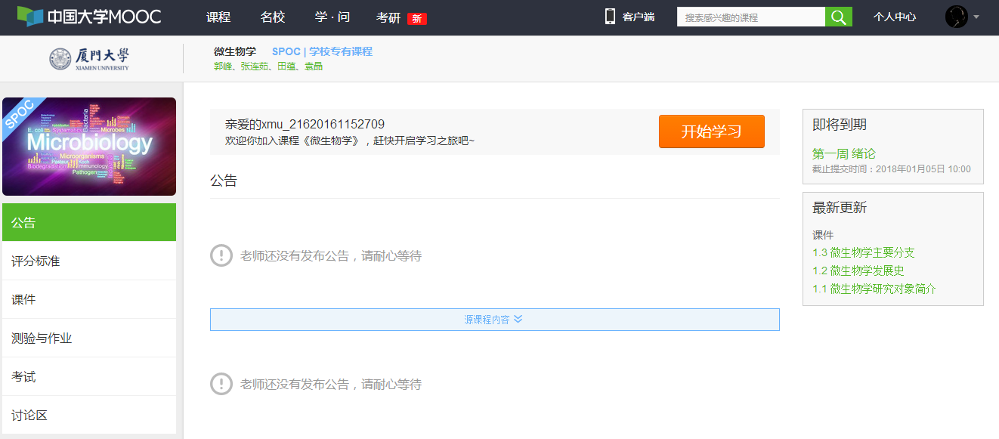 中国大学MOOC 课程 名校 学 · 问 考研 新 客户端 搜索感兴趣的课程 个人中心
厦門大學
XIAMEN UNIVERSITY
微生物学 SPOC | 学校专有课程
郭峰、张连茹、田蕴、袁晶
SPOC
Bacteria
E. coli
Systematics
Microbes
Microbiology
Microorganisms
Pasteur
Koch
Biodegradation
Immunology
Pathogen
公告
评分标准
课件
测验与作业
考试
讨论区
亲爱的xmu_21620161152709
欢迎你加入课程《微生物学》，赶快开启学习之旅吧~
开始学习
公告
老师还没有发布公告，请耐心等待
源课程内容
老师还没有发布公告，请耐心等待
即将到期
第一周 绪论
截止提交时间：2018年01月05日 10:00
最新更新
课件
1.3 微生物学主要分支
1.2 微生物学发展史
1.1 微生物学研究对象简介